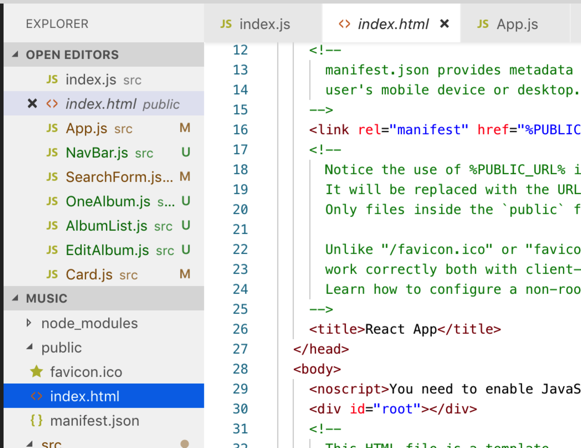 EXPLORER
OPEN EDITORS
JS index.js src
index.html public
JS App.js src M
JS NavBar.js src U
JS SearchForm.js... M
JS OneAlbum.js s... U
JS AlbumList.js src U
JS EditAlbum.js src U
JS Card.js src M
MUSIC
node_modules
public
favicon.ico
<> index.html
{ } manifest.json
src
JS index.js <> index.html JS App.js
12 <!--
13 manifest.json provides metadata
14 user's mobile device or desktop.
15 -->
16 <link rel="manifest" href="%PUBLIC
17 <!--
18 Notice the use of %PUBLIC_URL% i
19 It will be replaced with the URL
20 Only files inside the `public` f
21
22 Unlike "/favicon.ico" or "favico
23 work correctly both with client-
24 Learn how to configure a non-roo
25 -->
26 <title>React App</title>
27 </head>
28 <body>
29 <noscript>You need to enable JavaS
30 <div id="root"></div>
31 <!--
This HTML file is a template